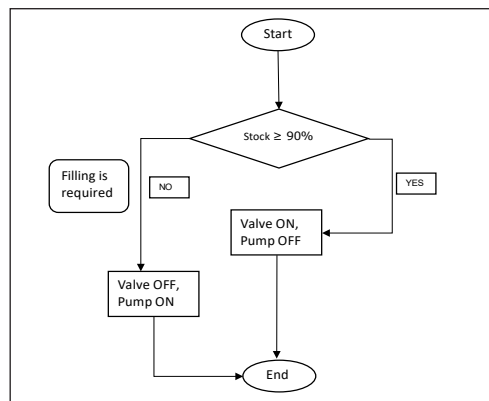 Start
Stock ≥ 90%
Filling is
required
NO
YES
Valve ON,
Pump OFF
Valve OFF,
Pump ON
End